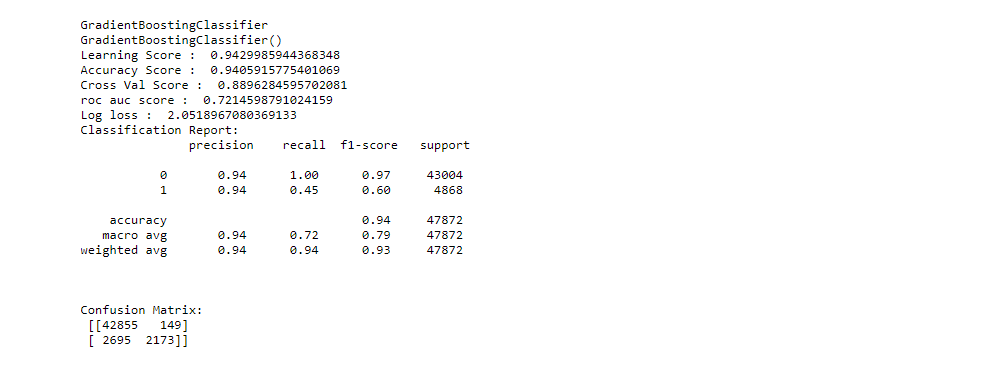 GradientBoostingClassifier
GradientBoostingClassifier()
Learning Score :  0.9429985944368348
Accuracy Score :  0.9405915775401069
Cross Val Score :  0.8896284595702081
roc auc score :  0.7214598791024159
Log loss :  2.0518967080369133
Classification Report:
precision    recall  f1-score   support
0       0.94      1.00      0.97     43004
1       0.94      0.45      0.60      4868
accuracy                           0.94     47872
macro avg       0.94      0.72      0.79     47872
weighted avg       0.94      0.94      0.93     47872
Confusion Matrix:
[[42855   149]
[ 2695  2173]]